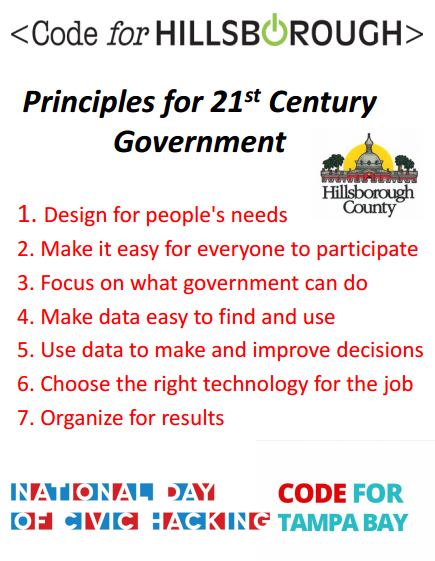 <Code for HILLSBOROUGH>
Principles for 21st Century
Government
Hillsborough
County
1. Design for people's needs
2. Make it easy for everyone to participate
3. Focus on what government can do
4. Make data easy to find and use
5. Use data to make and improve decisions
6. Choose the right technology for the job
7. Organize for results
NATIONAL DAY
OF CIVIC HACKING
CODE FOR
TAMPA BAY